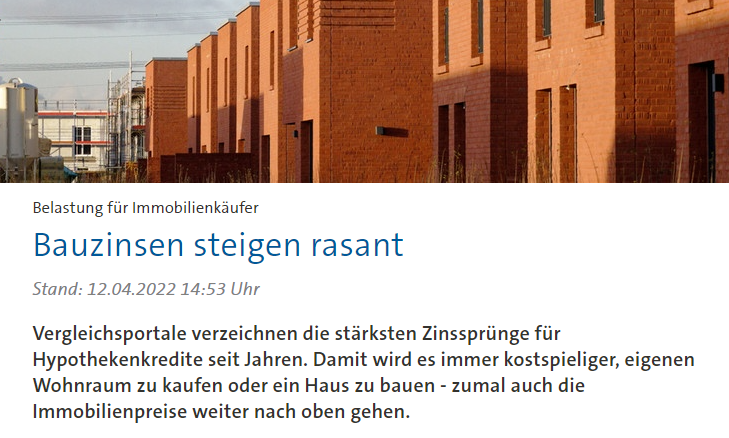 Belastung für Immobilienkäufer
Bauzinsen steigen rasant
Stand: 12.04.2022 14:53 Uhr
Vergleichsportale verzeichnen die stärksten Zinssprünge für
Hypothekenkredite seit Jahren. Damit wird es immer kostspieliger, eigenen
Wohnraum zu kaufen oder ein Haus zu bauen - zumal auch die
Immobilienpreise weiter nach oben gehen.